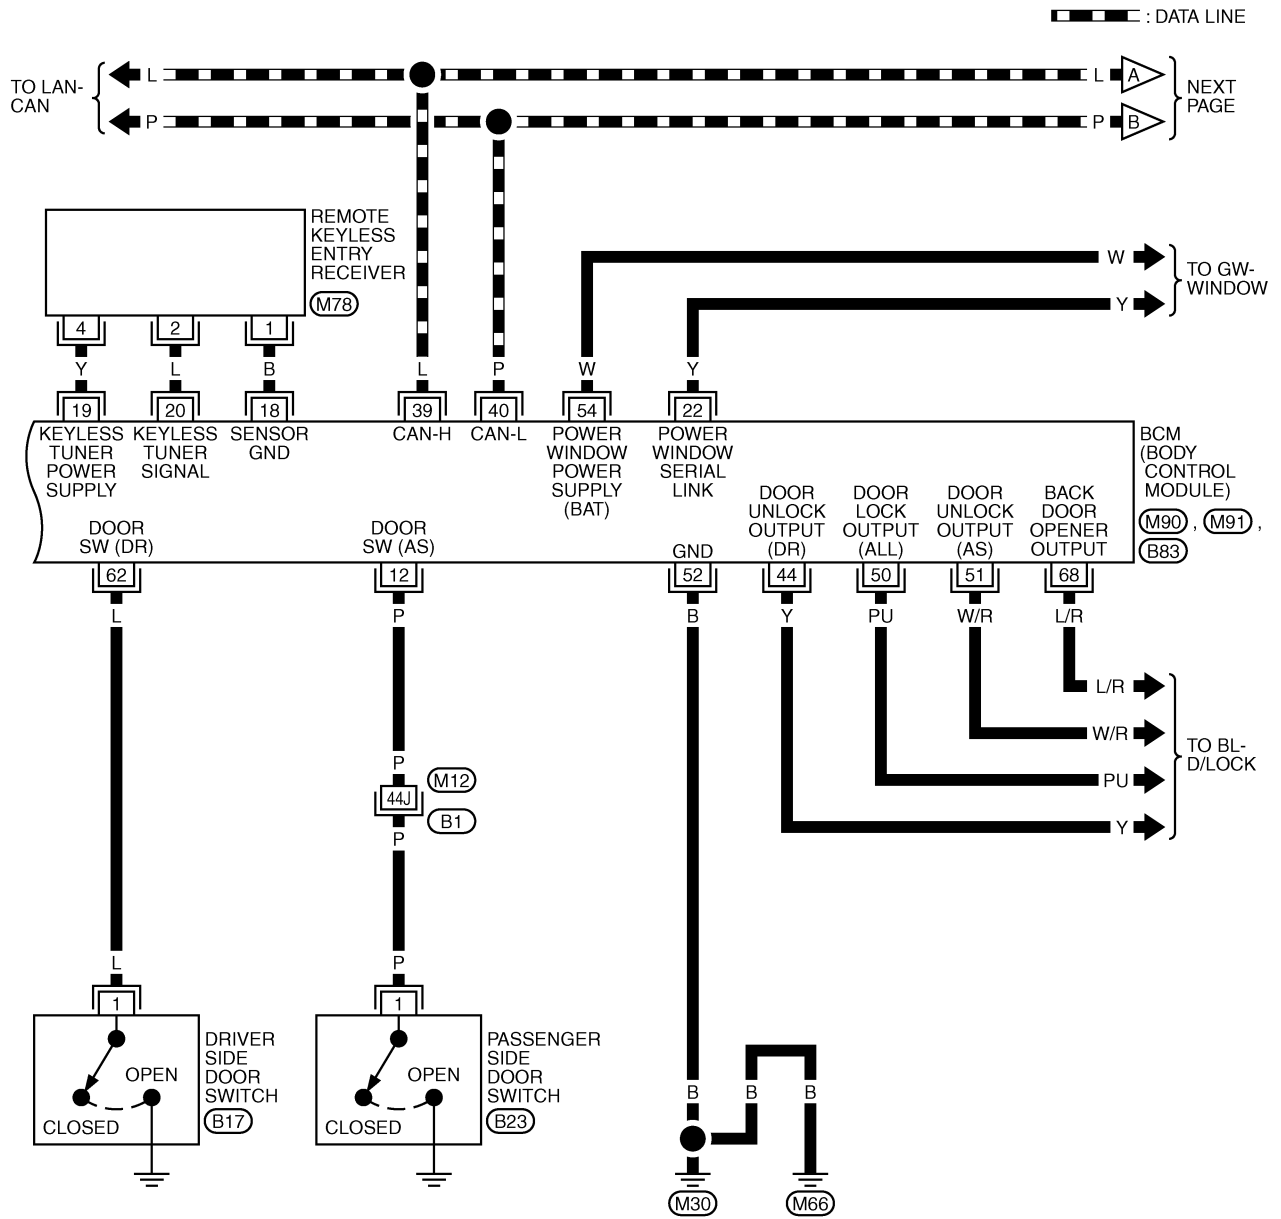 : DATA LINE
TO LAN-
CAN
L
L
A
P
P
B
NEXT
PAGE
REMOTE
KEYLESS
ENTRY
RECEIVER
M78
W
Y
TO GW-
WINDOW
4
2
1
Y
L
B
L
P
W
Y
19
20
18
39
40
54
22
KEYLESS
TUNER
POWER
SUPPLY
KEYLESS
TUNER
SIGNAL
SENSOR
GND
CAN-H
CAN-L
POWER
WINDOW
POWER
SUPPLY
(BAT)
POWER
WINDOW
SERIAL
LINK
BCM
(BODY
CONTROL
MODULE)
M90 , M91 ,
B83
DOOR
SW (DR)
DOOR
SW (AS)
GND
DOOR
UNLOCK
OUTPUT
(DR)
DOOR
LOCK
OUTPUT
(ALL)
DOOR
UNLOCK
OUTPUT
(AS)
BACK
DOOR
OPENER
OUTPUT
62
12
52
44
50
51
68
L
P
B
Y
PU
W/R
L/R
L/R
W/R
PU
Y
TO BL-
D/LOCK
P
44J
M12
B1
P
L
P
1
1
DRIVER
SIDE
DOOR
SWITCH
B17
OPEN
CLOSED
PASSENGER
SIDE
DOOR
SWITCH
B23
OPEN
CLOSED
B
B
B
M30
M66